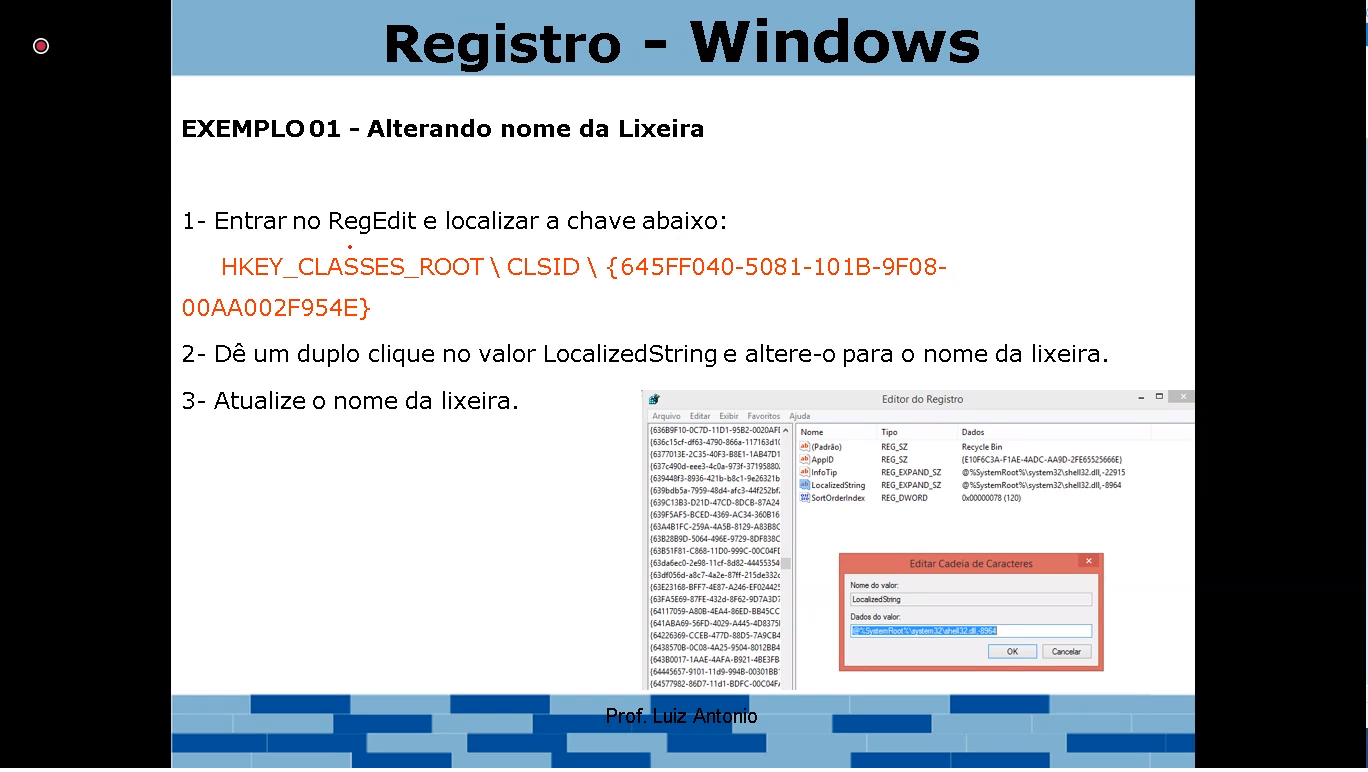 Registro - Windows
EXEMPLO 01 - Alterando nome da Lixeira
1- Entrar no RegEdit e localizar a chave abaixo:
HKEY_CLASSES_ROOT \ CLSID \ {645FF040-5081-101B-9F08-
00AA002F954E}
2- Dê um duplo clique no valor LocalizedString e altere-o para o nome da lixeira.
3- Atualize o nome da lixeira.
Editor do Registro
Arquivo Editar Exibir Favoritos Ajuda
{636B9F10-0C7D-11D1-95B2-0020AFD
{636c15cf-df63-4790-866a-117163d10
{6377013E-2C35-40F3-B8E1-1AB47D1
{637c490d-eee3-4c0a-973f-371958802
{639448f3-8936-421b-b8c1-9e26321b
{639bdb5a-7959-48d4-afc3-44f252bf
{639C13B3-D21D-47CD-8DCB-87A24
{639F5AF5-BCED-4369-AC34-360B16
{63A4B1FC-259A-4A5B-8129-A83B8C
{63B28B9D-5064-496E-9729-8DF838C
{63B51F81-C868-11D0-999C-00C04FD
{63da6ec0-2e98-11cf-8d82-44455354
{63df056d-a8c7-4a2e-87ff-215de332c
{63E23168-BFF7-4E87-A246-EF024425
{63FA5E69-87FE-432d-8F62-9D7A3D7
{64117059-A80B-4EA4-86ED-BB45CC
{641ABA69-56FD-4029-A445-4D8375
{64226369-CCEB-477D-88D5-7A9CB4
{6438570B-0C08-4A25-9504-8012BB4
{643B0017-1AAE-4AFA-B921-4BE3FB
{64445657-9101-11d9-994B-00301BB1
{64577982-86D7-11d1-BDFC-00C04FA
Nome Tipo Dados
(Padrão) REG_SZ Recycle Bin
AppID REG_SZ {E10F6C3A-F1AE-4ADC-AA9D-2FE65525666E}
InfoTip REG_EXPAND_SZ @%SystemRoot%\system32\shell32.dll,-22915
LocalizedString REG_EXPAND_SZ @%SystemRoot%\system32\shell32.dll,-8964
SortOrderIndex REG_DWORD 0x00000078 (120)
Editar Cadeia de Caracteres
Nome do valor:
LocalizedString
Dados do valor:
@%SystemRoot%\system32\shell32.dll,-8964
OK Cancelar
Prof. Luiz Antonio